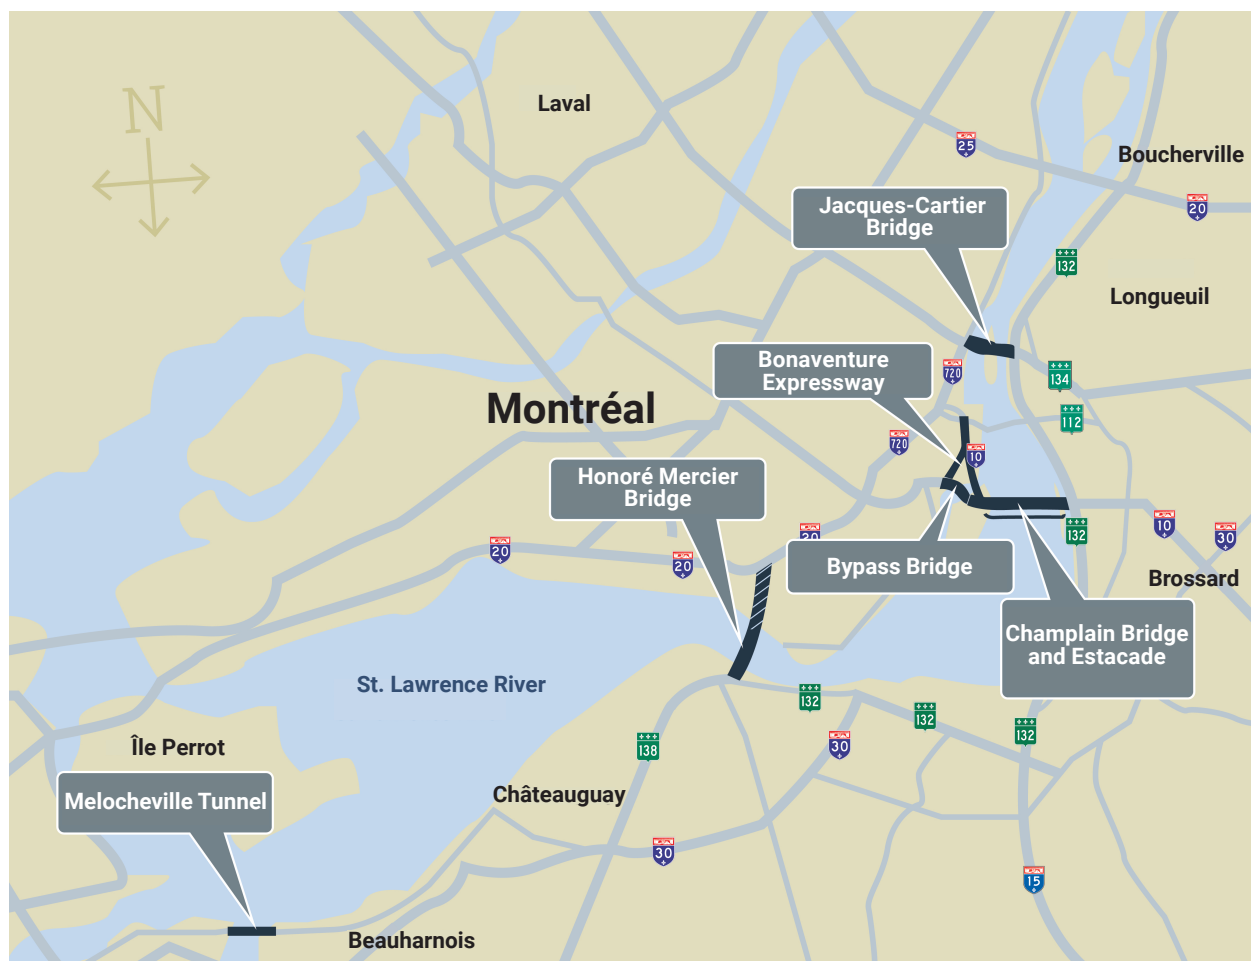 N
Laval
25
Boucherville
20
Jacques-Cartier
Bridge
132
Longueuil
Bonaventure
Expressway
720
134
Montréal
112
720
10
Honoré Mercier
Bridge
20
20
20
10
30
132
Bypass Bridge
Brossard
Champlain Bridge
and Estacade
St. Lawrence River
132
132
132
Île Perrot
138
30
Melocheville Tunnel
Châteauguay
30
15
Beauharnois